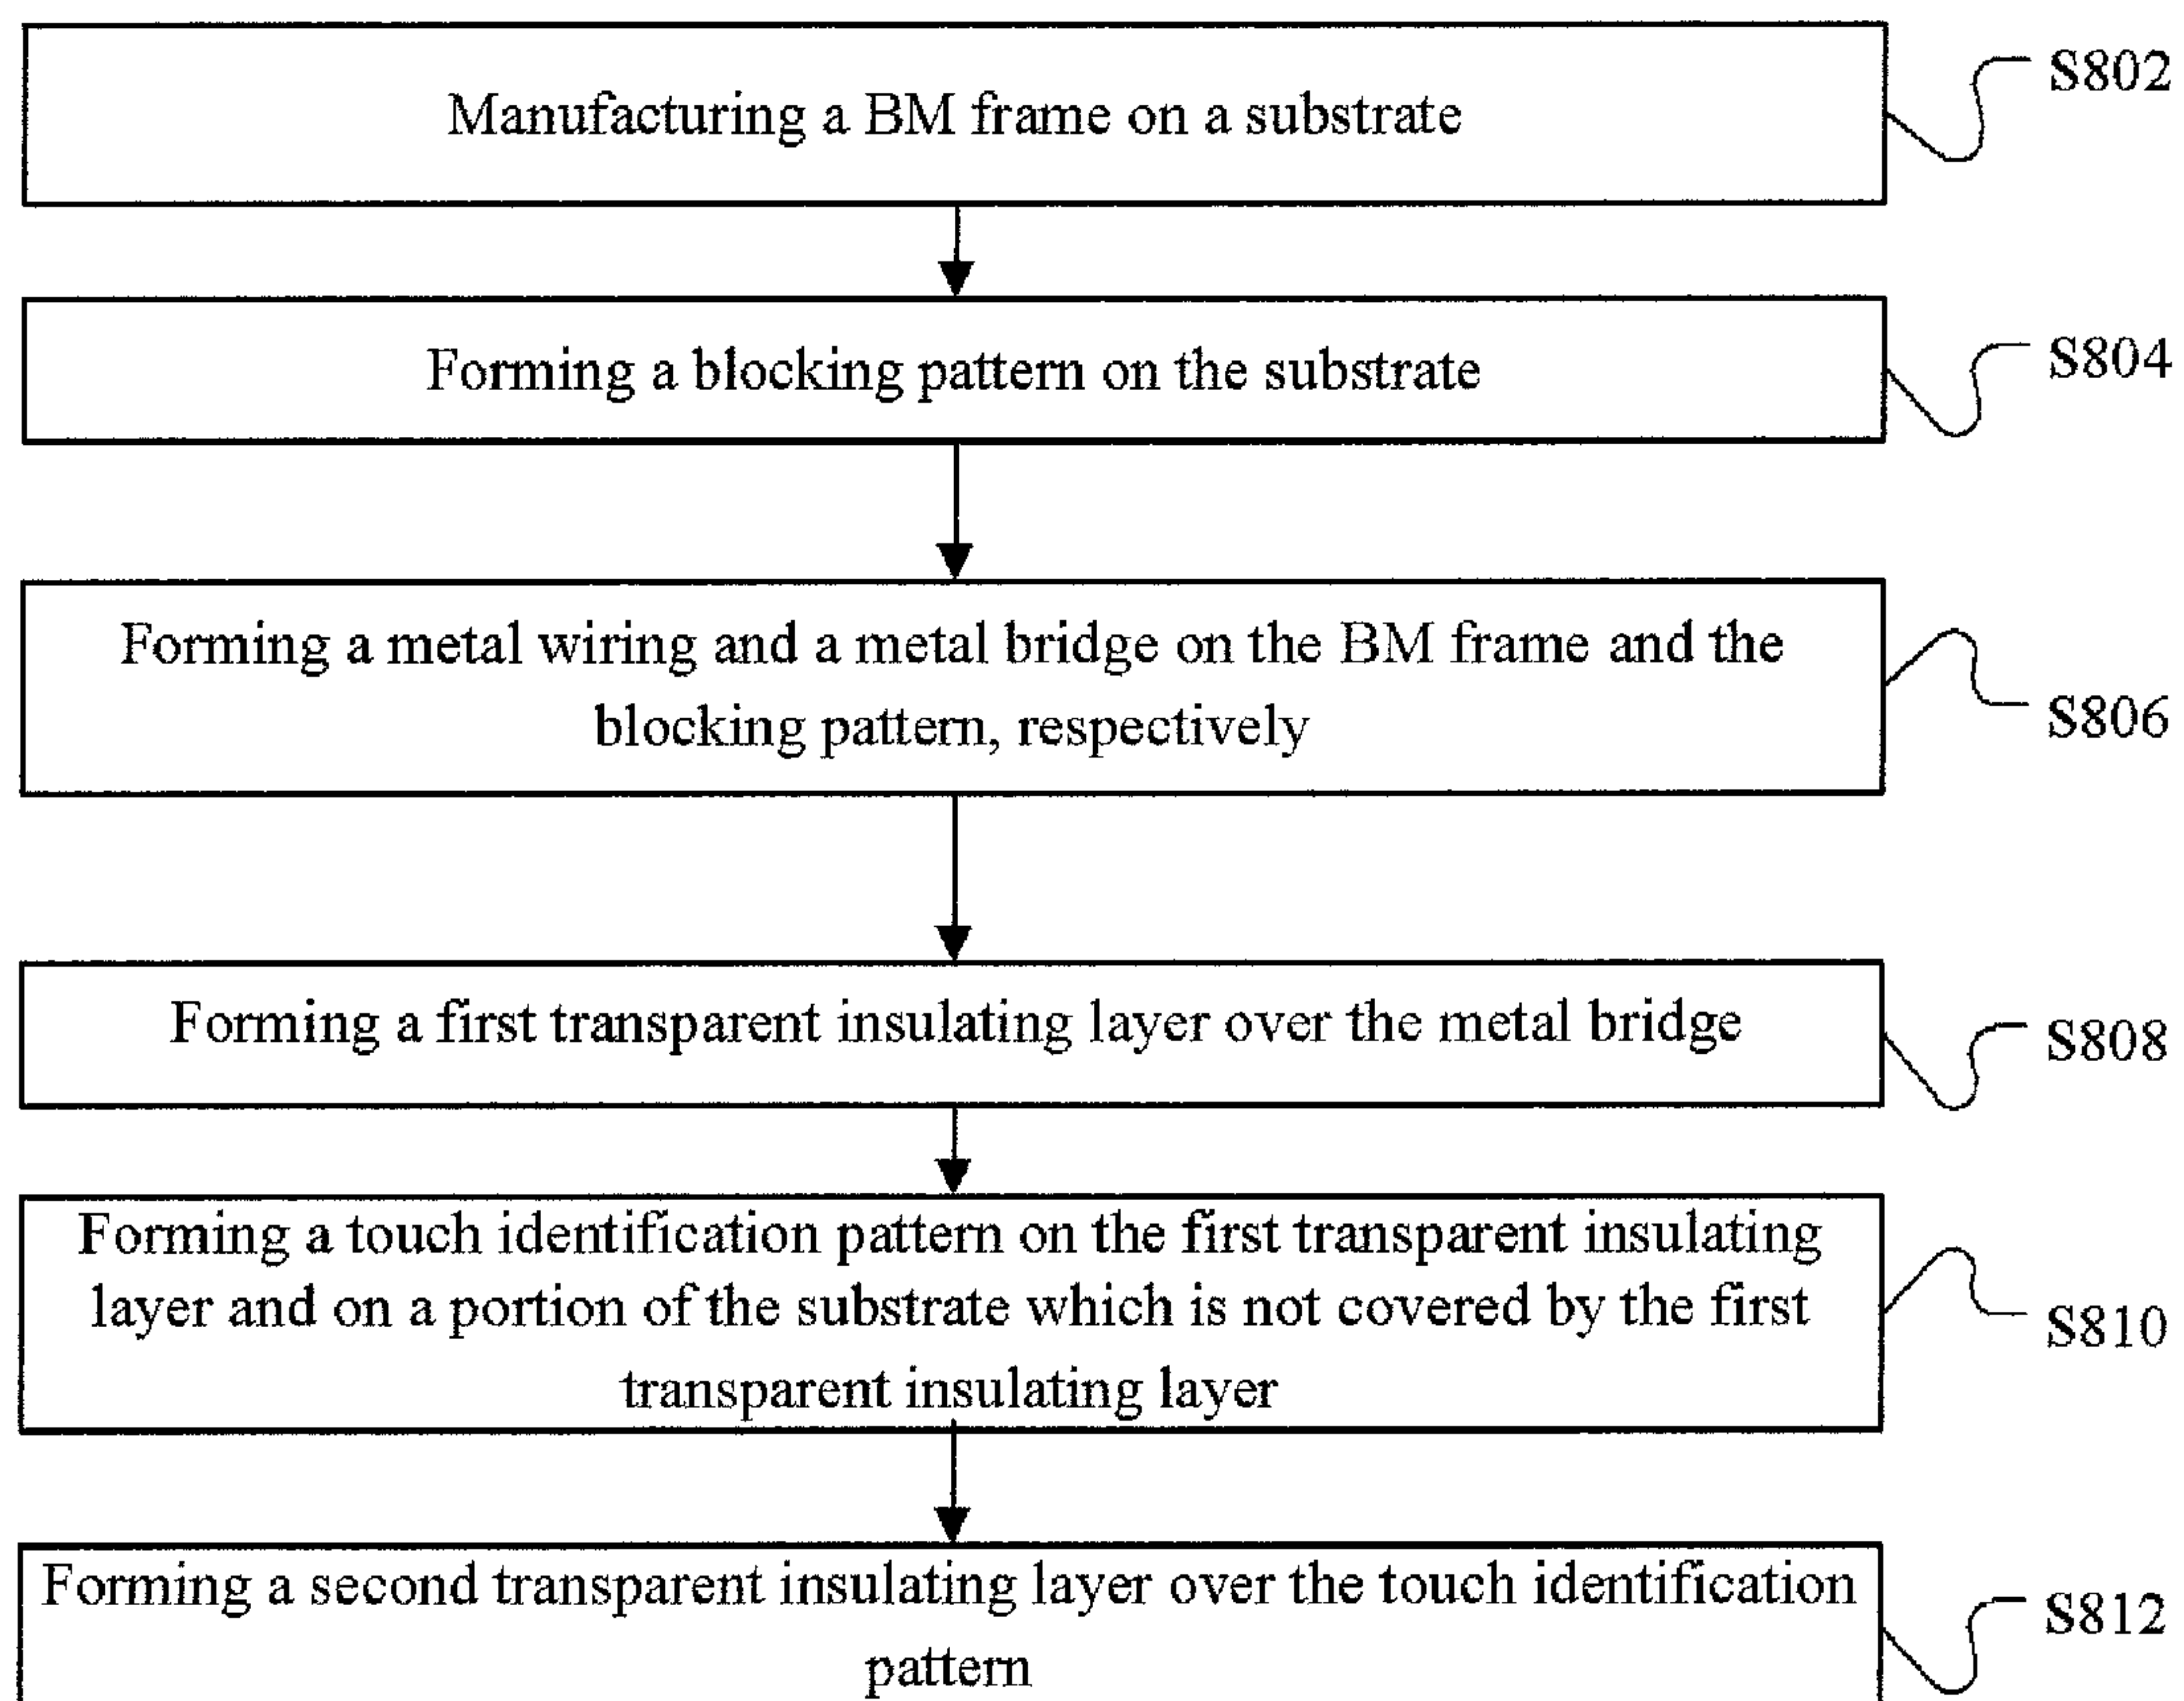 Manufacturing a BM frame on a substrate
S802
Forming a blocking pattern on the substrate
S804
Forming a metal wiring and a metal bridge on the BM frame and the
blocking pattern, respectively
S806
Forming a first transparent insulating layer over the metal bridge
S808
Forming a touch identification pattern on the first transparent insulating
layer and on a portion of the substrate which is not covered by the first
transparent insulating layer
S810
Forming a second transparent insulating layer over the touch identification
pattern
S812